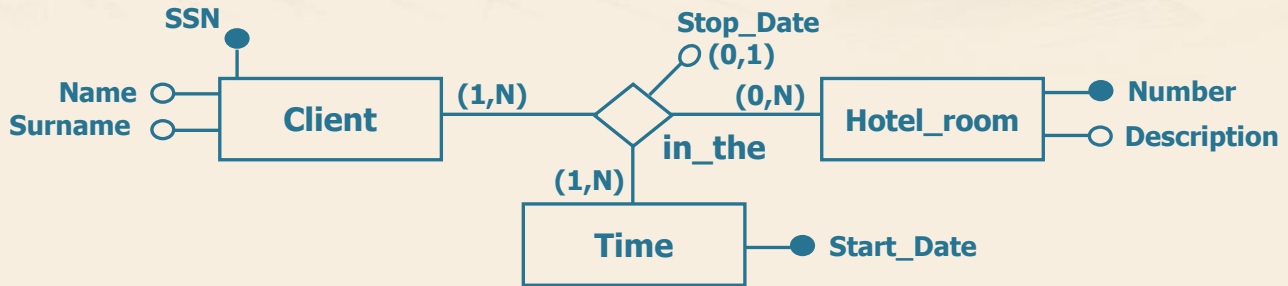 SSN
Stop_Date
(0,1)
Name
Surname
Client
(1,N)
(0,N)
Hotel_room
Number
Description
in_the
(1,N)
Time
Start_Date